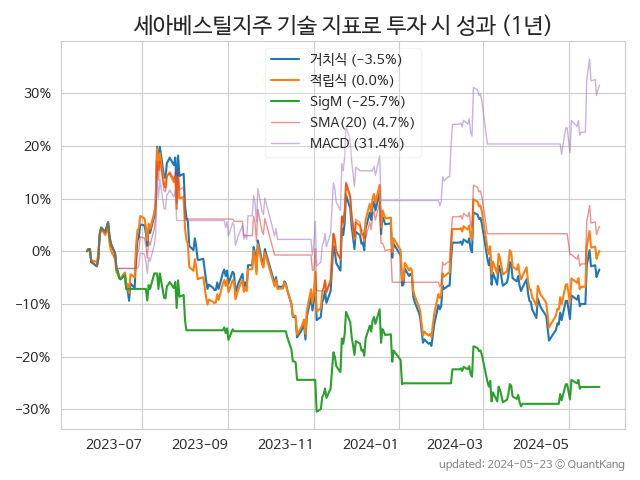 세아베스틸지주 기술 지표로 투자 시 성과 (1년)
거치식 (−3.5%)
적립식 (0.0%)
SigM (−25.7%)
SMA(20) (4.7%)
MACD (31.4%)
30%
20%
10%
0%
−10%
−20%
−30%
2023−07 2023−09 2023−11 2024−01 2024−03 2024−05
updated: 2024−05−23 ⓒ QuantKang